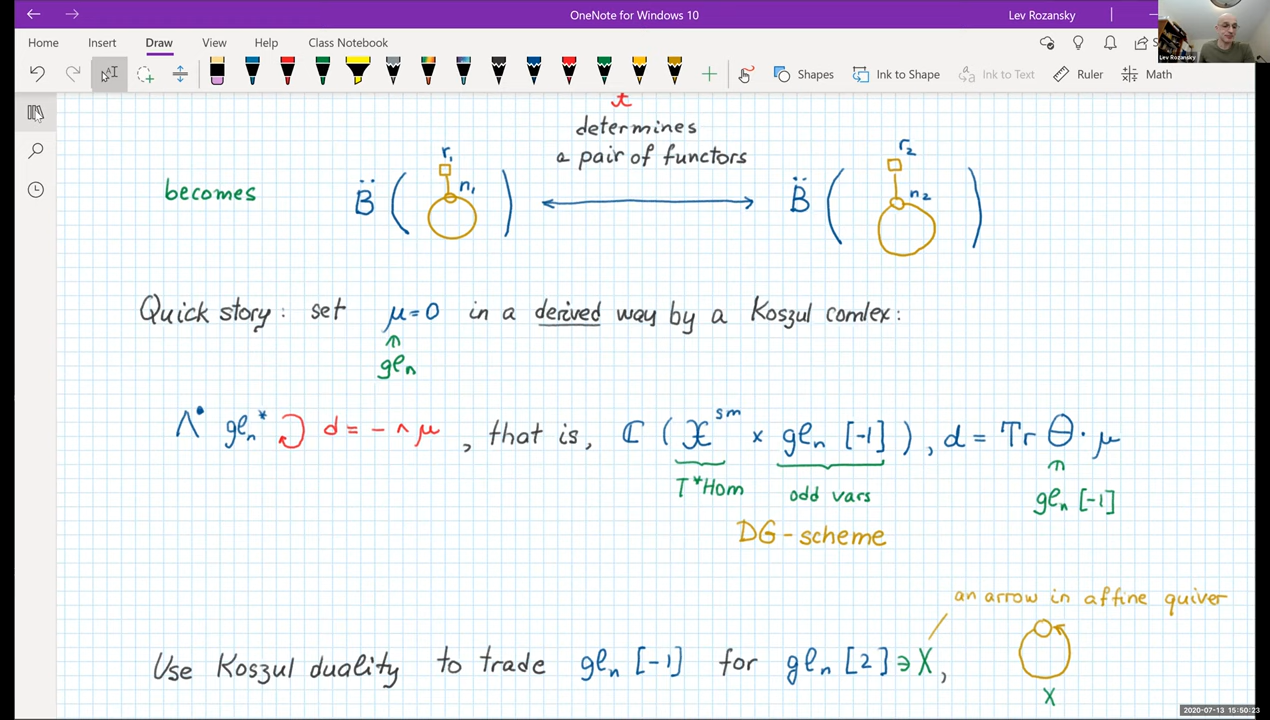 OneNote for Windows 10
Lev Rozansky
Lev Rozansky
Home Insert Draw View Help Class Notebook
Shapes Ink to Shape Ink to Text Ruler Math
t
determines
a pair of functors
becomes B̈ ( r₁ n₁ ) ⟷ B̈ ( r₂ n₂ )
Quick story: set μ=0 in a derived way by a Koszul comlex:
↑
glₙ
Λ• glₙ* ↻ d = - ∧ μ , that is, ℂ ( 𝒳ˢᵐ × glₙ [-1] ) , d = Tr Θ · μ
T*Hom odd vars ↑ glₙ [-1]
DG-scheme
an arrow in affine quiver
Use Koszul duality to trade glₙ [-1] for glₙ [2] ∋ X,
X
2020-07-13 15:50:23